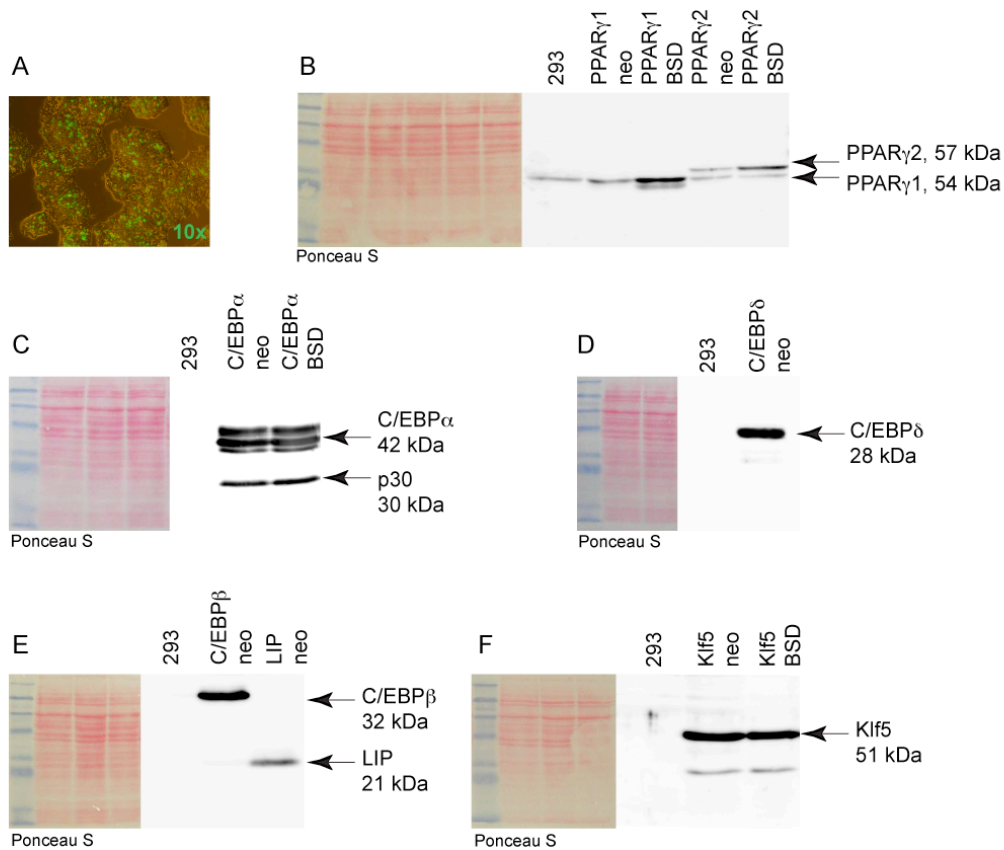 A
10x
B
293
PPARγ1
neo
PPARγ1
BSD
PPARγ2
neo
PPARγ2
BSD
PPARγ2, 57 kDa
PPARγ1, 54 kDa
Ponceau S
C
293
C/EBPα
neo
C/EBPα
BSD
C/EBPα
42 kDa
p30
30 kDa
Ponceau S
D
293
C/EBPδ
neo
C/EBPδ
28 kDa
Ponceau S
E
293
C/EBPβ
neo
LIP
neo
C/EBPβ
32 kDa
LIP
21 kDa
Ponceau S
F
293
Klf5
neo
Klf5
BSD
Klf5
51 kDa
Ponceau S